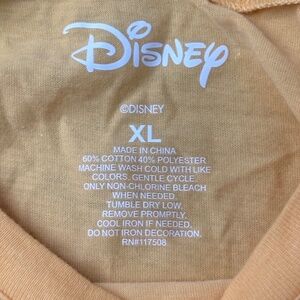 Disney
©DISNEY
XL
MADE IN CHINA
60% COTTON 40% POLYESTER
MACHINE WASH COLD WITH LIKE
COLORS. GENTLE CYCLE.
ONLY NON-CHLORINE BLEACH
WHEN NEEDED.
TUMBLE DRY LOW,
REMOVE PROMPTLY,
COOL IRON IF NEEDED,
DO NOT IRON DECORATION.
RN#117508